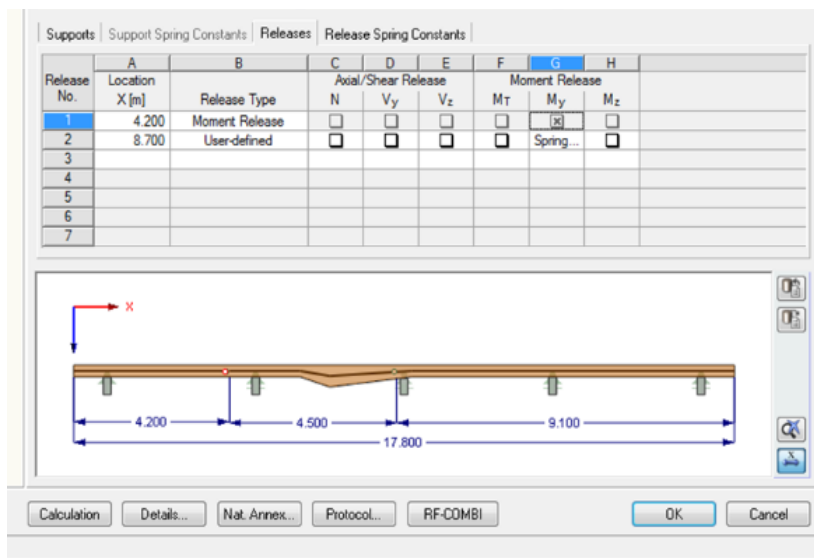 Supports Support Spring Constants Releases Release Spring Constants
A B C D E F G H
Release Location Axial/Shear Release Moment Release
No. X [m] Release Type N Vy Vz MT My Mz
1 4.200 Moment Release
2 8.700 User-defined Spring...
3
4
5
6
7
X
4.200 4.500 9.100
17.800
X
Calculation Details... Nat. Annex... Protocol... RF-COMBI OK Cancel